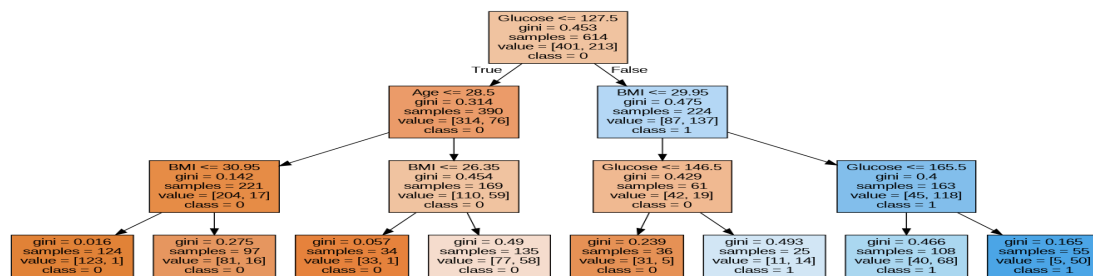 Glucose <= 127.5
gini = 0.453
samples = 614
value = [401, 213]
class = 0
True
False
Age <= 28.5
gini = 0.314
samples = 390
value = [314, 76]
class = 0
BMI <= 29.95
gini = 0.475
samples = 224
value = [87, 137]
class = 1
BMI <= 30.95
gini = 0.142
samples = 221
value = [204, 17]
class = 0
BMI <= 26.35
gini = 0.454
samples = 169
value = [110, 59]
class = 0
Glucose <= 146.5
gini = 0.429
samples = 61
value = [42, 19]
class = 0
Glucose <= 165.5
gini = 0.4
samples = 163
value = [45, 118]
class = 1
gini = 0.016
samples = 124
value = [123, 1]
class = 0
gini = 0.275
samples = 97
value = [81, 16]
class = 0
gini = 0.057
samples = 34
value = [33, 1]
class = 0
gini = 0.49
samples = 135
value = [77, 58]
class = 0
gini = 0.239
samples = 36
value = [31, 5]
class = 0
gini = 0.493
samples = 25
value = [11, 14]
class = 1
gini = 0.466
samples = 108
value = [40, 68]
class = 1
gini = 0.165
samples = 55
value = [5, 50]
class = 1